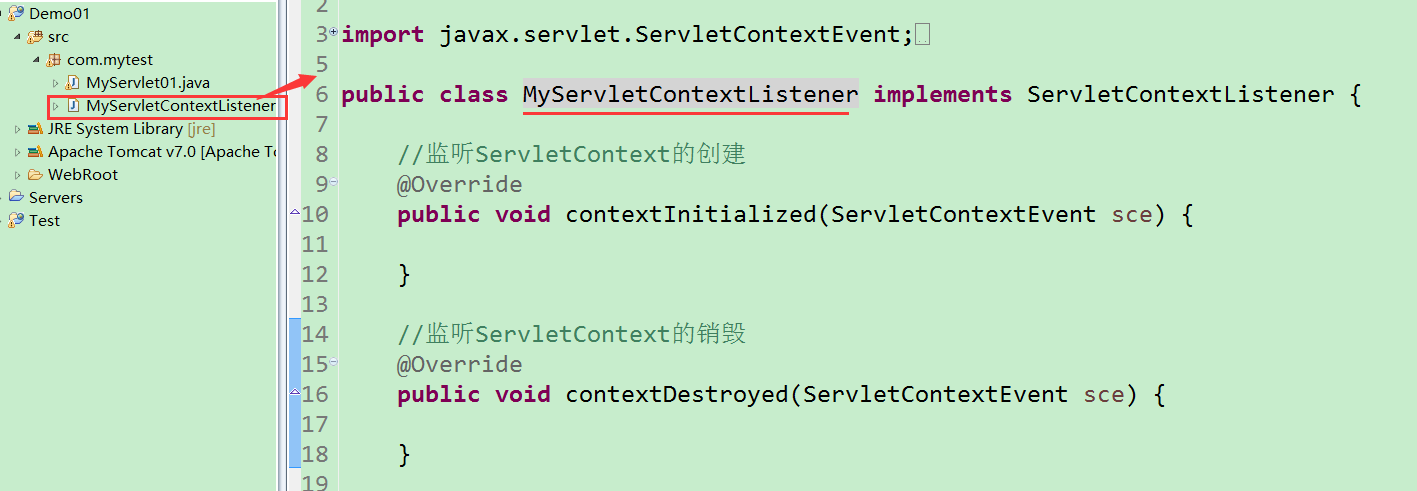 Demo01
src
com.mytest
MyServlet01.java
MyServletContextListener
JRE System Library [jre]
Apache Tomcat v7.0 [Apache To
WebRoot
Servers
Test
2
3 import javax.servlet.ServletContextEvent;
5
6 public class MyServletContextListener implements ServletContextListener {
7
8 //监听ServletContext的创建
9 @Override
10 public void contextInitialized(ServletContextEvent sce) {
11
12 }
13
14 //监听ServletContext的销毁
15 @Override
16 public void contextDestroyed(ServletContextEvent sce) {
17
18 }
19